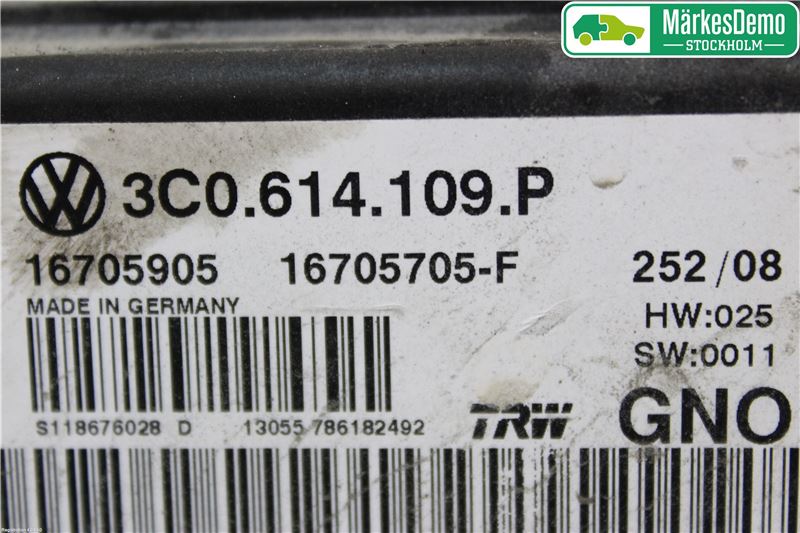 MärkesDemo
STOCKHOLM
3C0.614.109.P
16705905 16705705-F 252/08
MADE IN GERMANY HW:025
SW:0011
S118676028 D 13055 786182492 TRW GNO